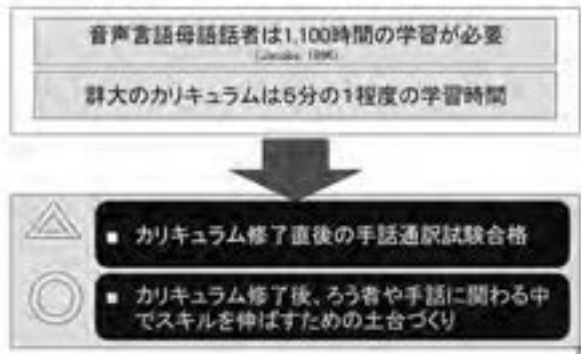 音声言語母語話者は1,100時間の学習が必要
(Jacobs 1996)
群大のカリキュラムは5分の1程度の学習時間
■ カリキュラム修了直後の手話通訳試験合格
■ カリキュラム修了後、ろう者や手話に関わる中
でスキルを伸ばすための土台づくり